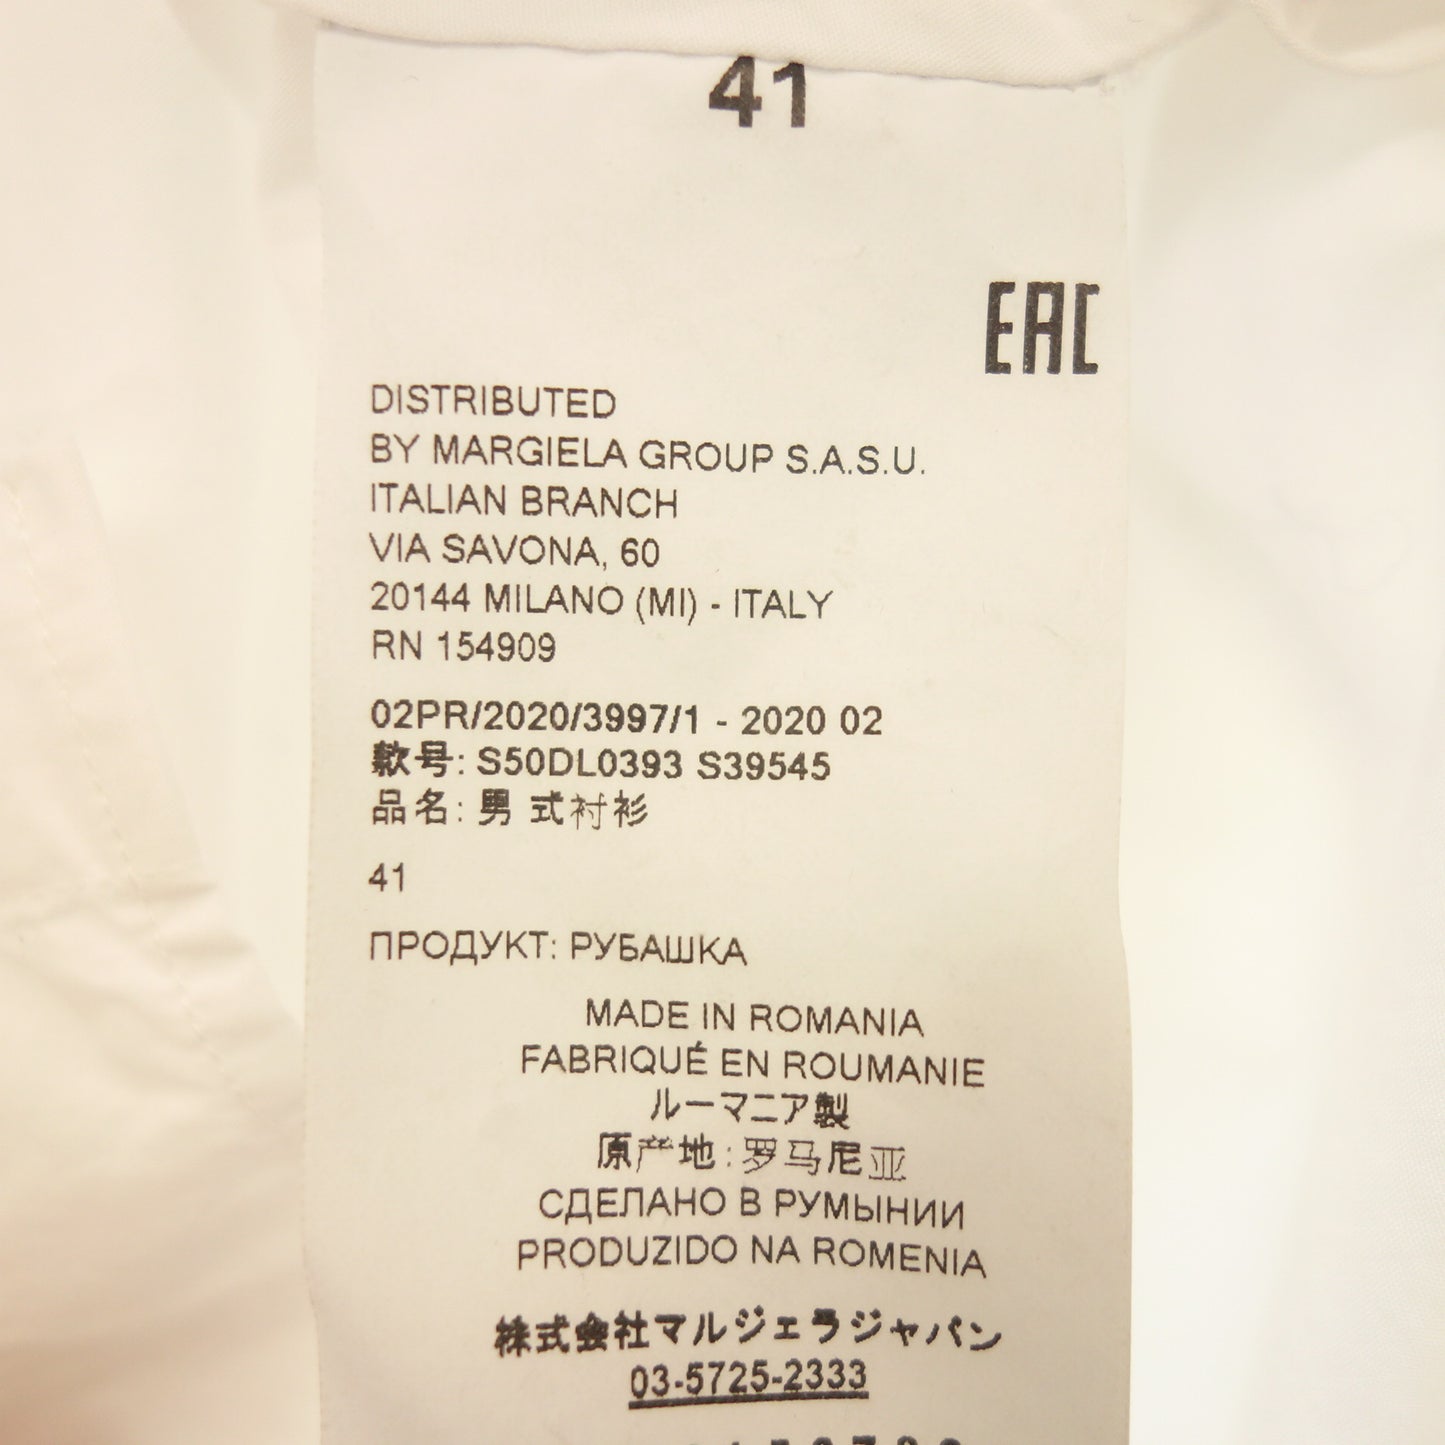 41
EAC
DISTRIBUTED
BY MARGIELA GROUP S.A.S.U.
ITALIAN BRANCH
VIA SAVONA, 60
20144 MILANO (MI) - ITALY
RN 154909
02PR/2020/3997/1 - 2020 02
款号: S50DL0393 S39545
品名: 男 式衬衫
41
ПРОДУКТ: РУБАШКА
MADE IN ROMANIA
FABRIQUÉ EN ROUMANIE
ルーマニア製
原产地: 罗马尼亚
СДЕЛАНО В РУМЫНИИ
PRODUZIDO NA ROMENIA
株式会社マルジェラジャパン
03-5725-2333